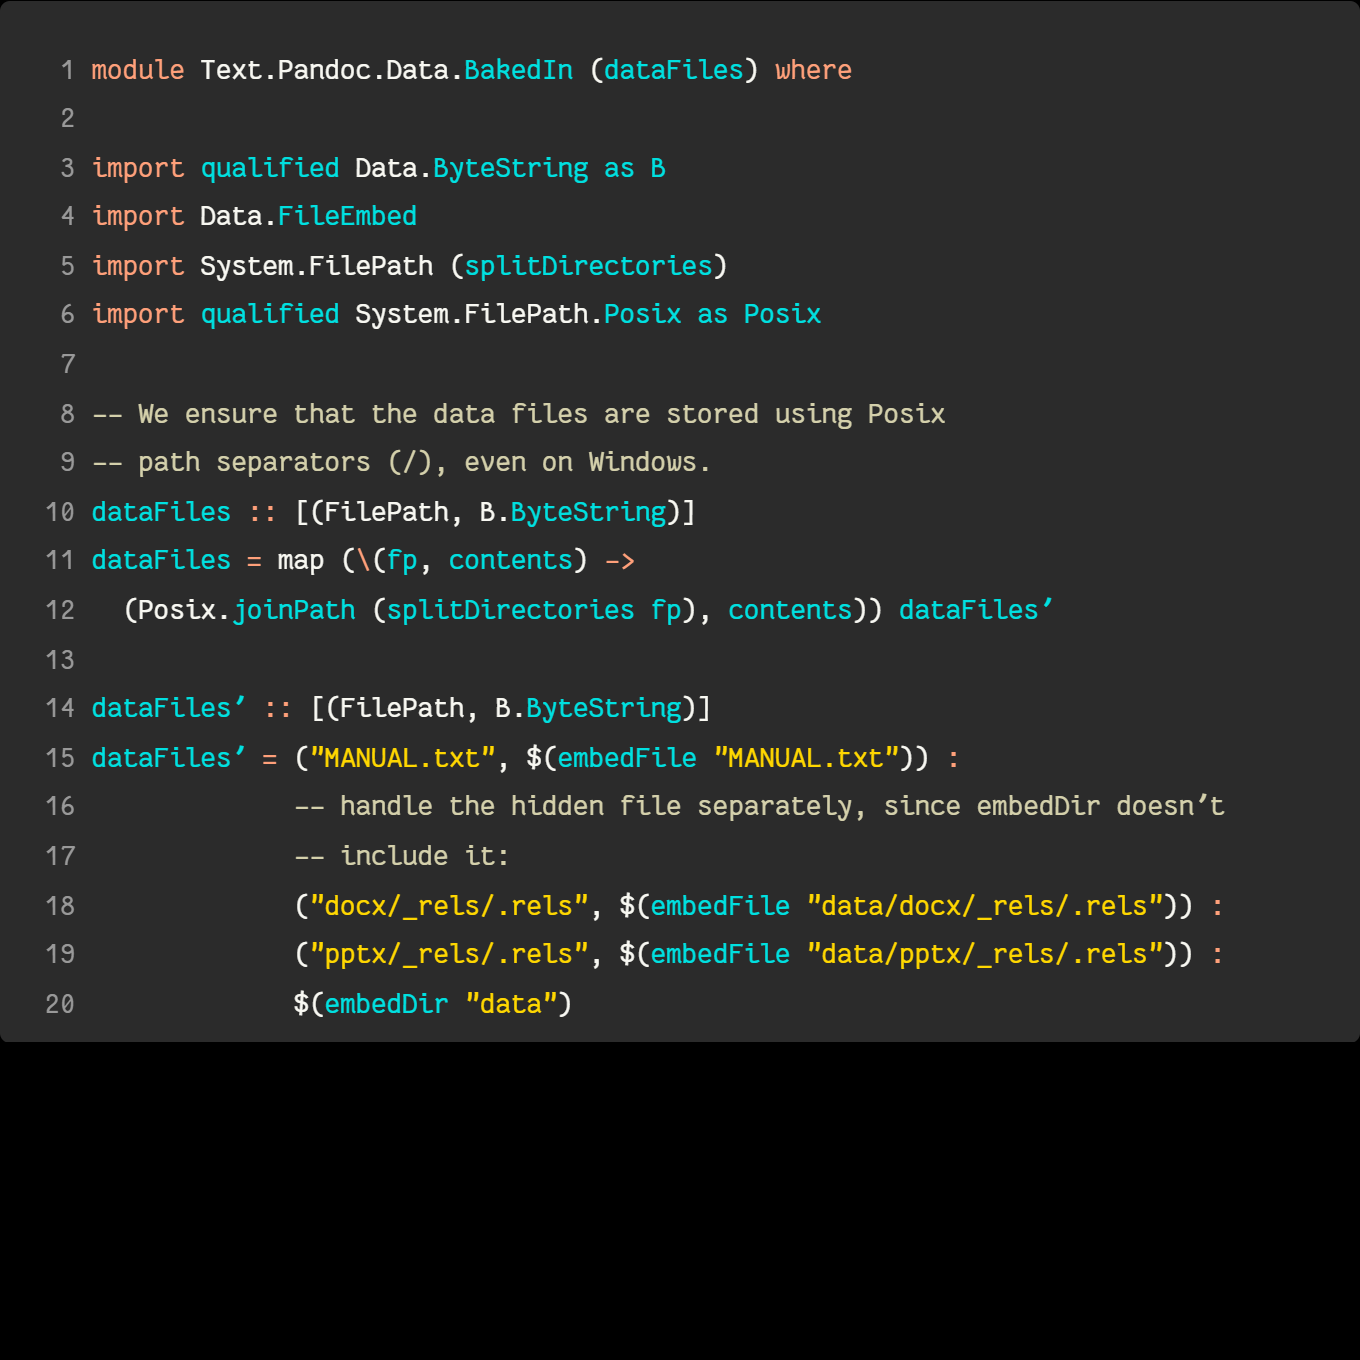 1 module Text.Pandoc.Data.BakedIn (dataFiles) where
2
3 import qualified Data.ByteString as B
4 import Data.FileEmbed
5 import System.FilePath (splitDirectories)
6 import qualified System.FilePath.Posix as Posix
7
8 -- We ensure that the data files are stored using Posix
9 -- path separators (/), even on Windows.
10 dataFiles :: [(FilePath, B.ByteString)]
11 dataFiles = map (\(fp, contents) ->
12   (Posix.joinPath (splitDirectories fp), contents)) dataFiles'
13
14 dataFiles' :: [(FilePath, B.ByteString)]
15 dataFiles' = ("MANUAL.txt", $(embedFile "MANUAL.txt")) :
16              -- handle the hidden file separately, since embedDir doesn't
17              -- include it:
18              ("docx/_rels/.rels", $(embedFile "data/docx/_rels/.rels")) :
19              ("pptx/_rels/.rels", $(embedFile "data/pptx/_rels/.rels")) :
20              $(embedDir "data")